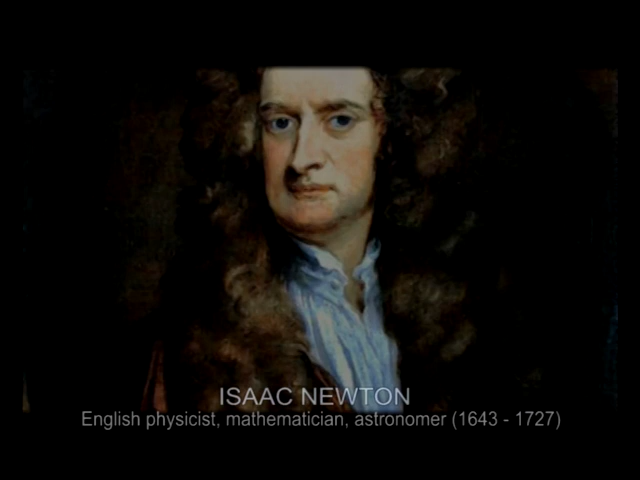 ISAAC NEWTON
English physicist, mathematician, astronomer (1643 - 1727)